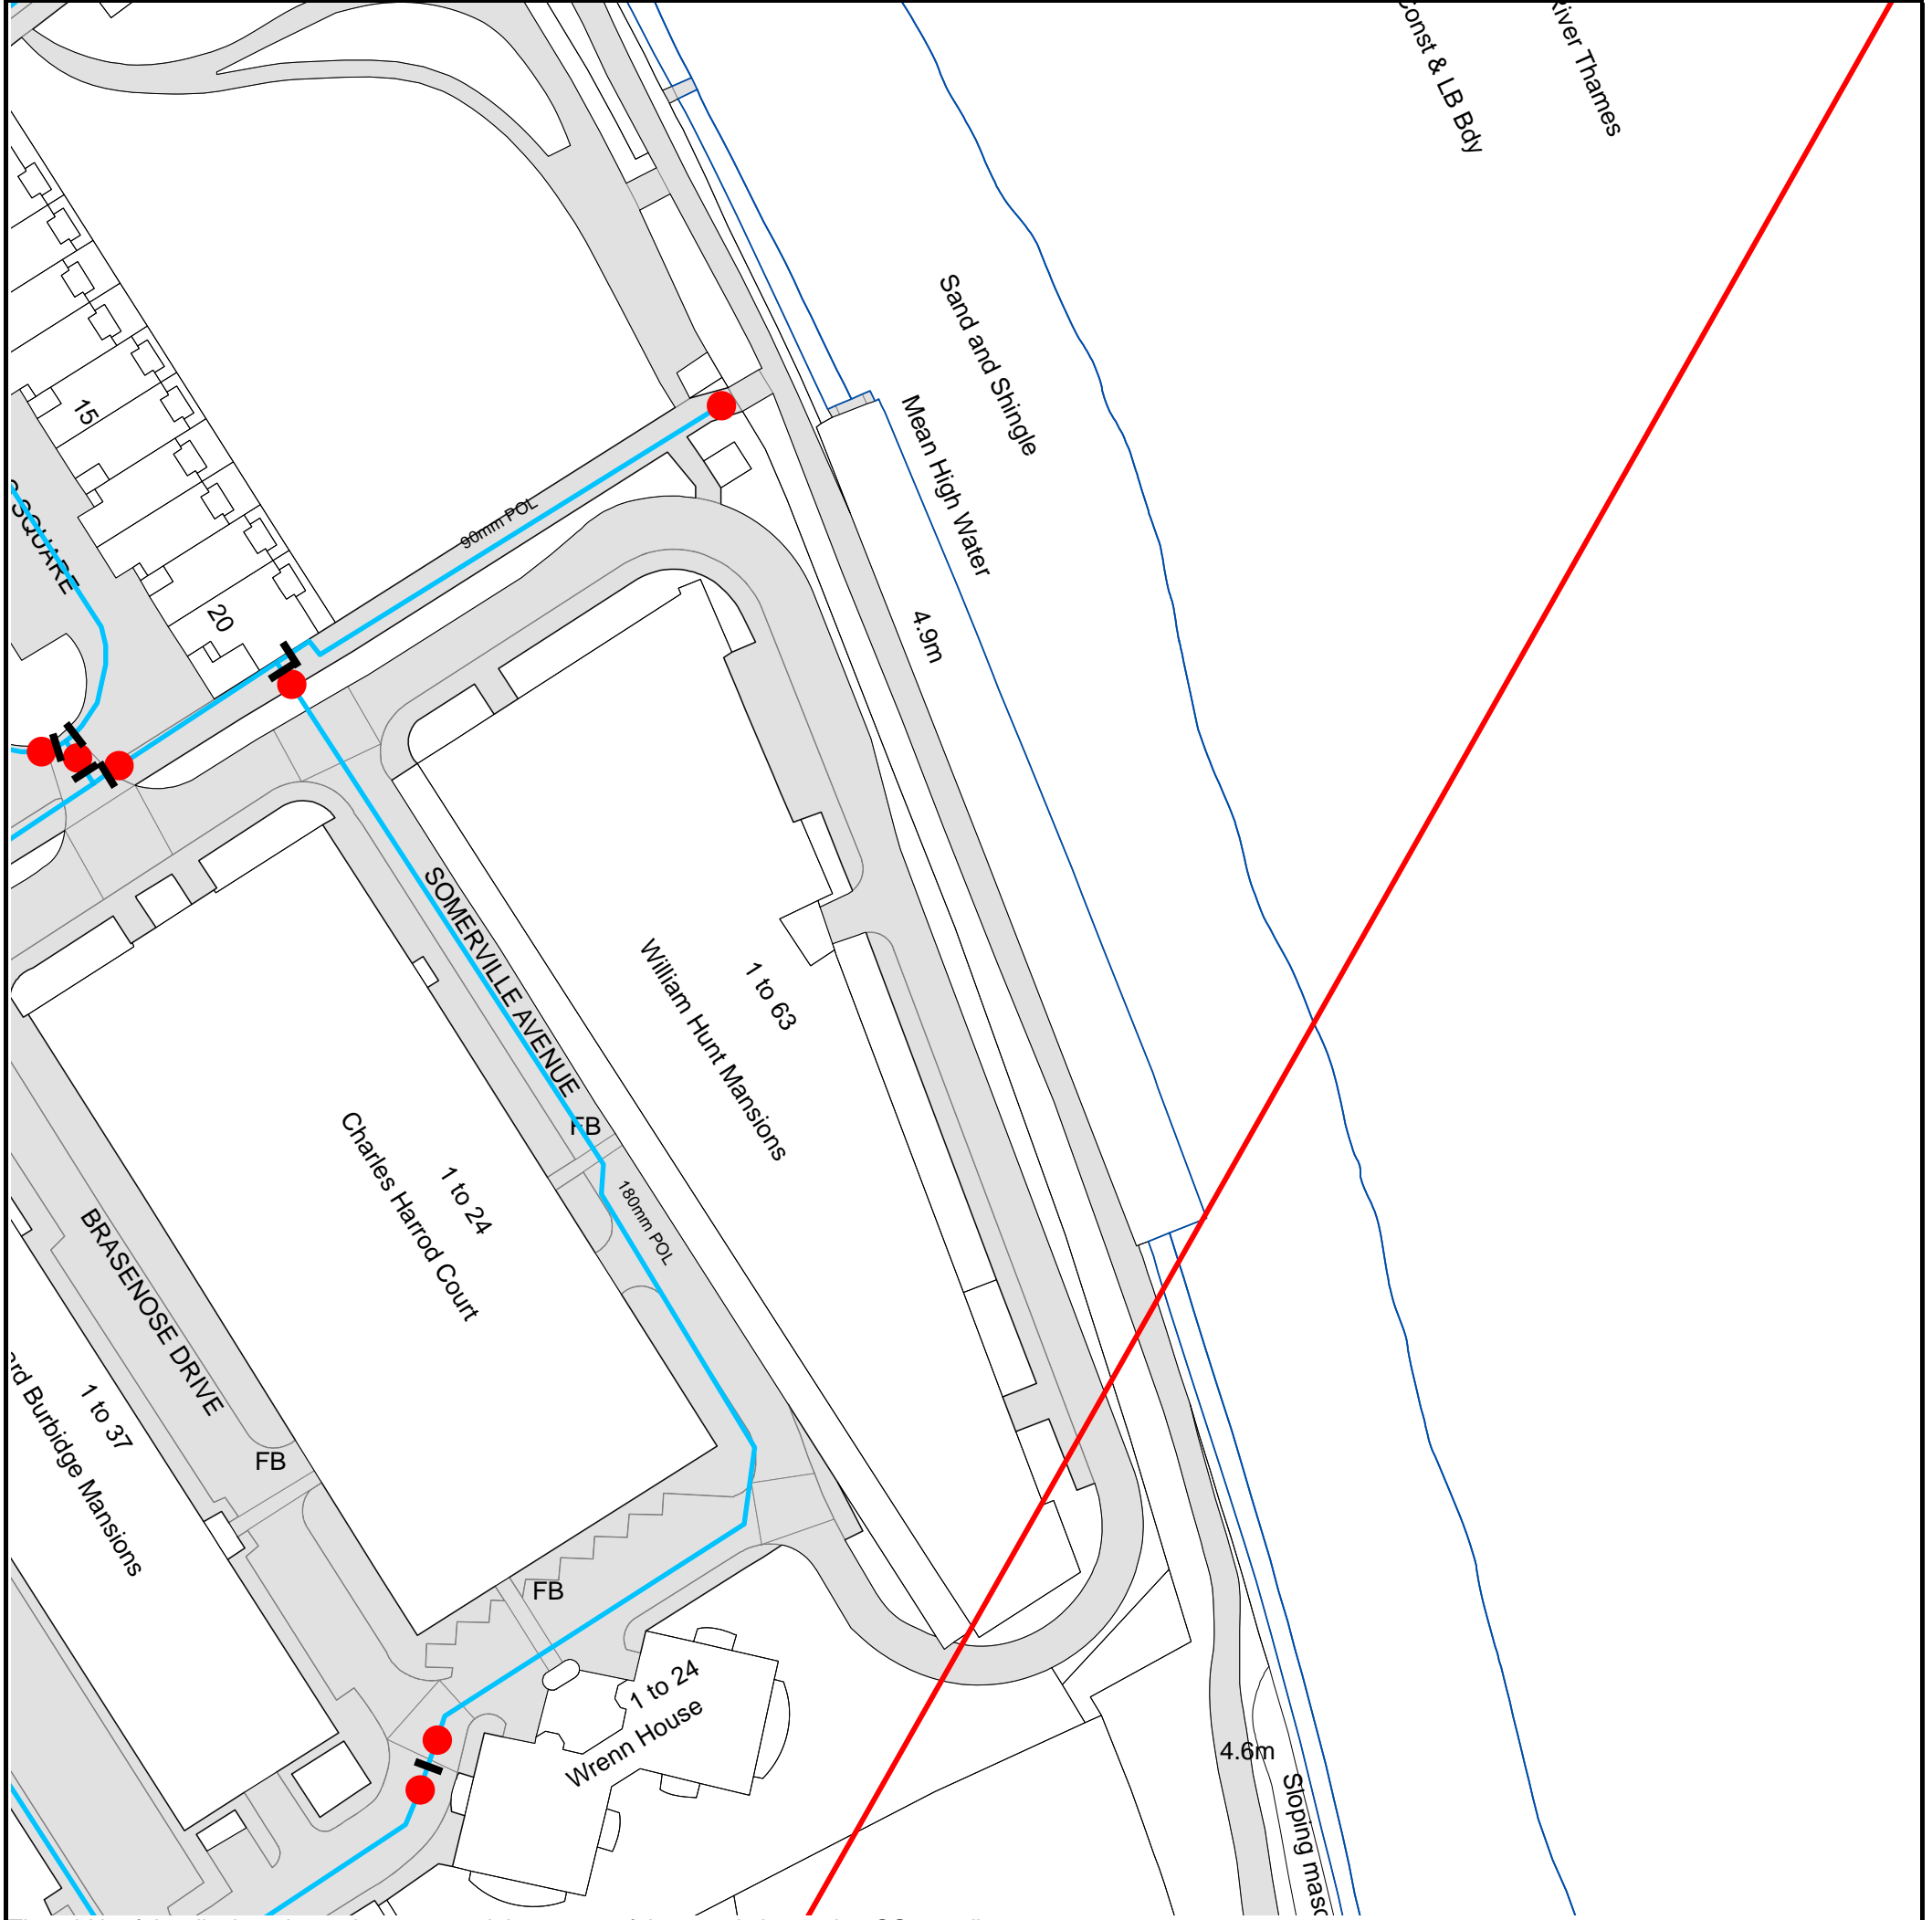 Const & LB Bdy
River Thames
Sand and Shingle
Mean High Water
15
90mm POL
SQUARE
20
4.9m
SOMERVILLE AVENUE
William Hunt Mansions
1 to 63
FB
180mm POL
Charles Harrod Court
1 to 24
BRASENOSE DRIVE
1 to 37
Burbidge Mansions
FB
FB
1 to 24
Wrenn House
4.6m
Sloping